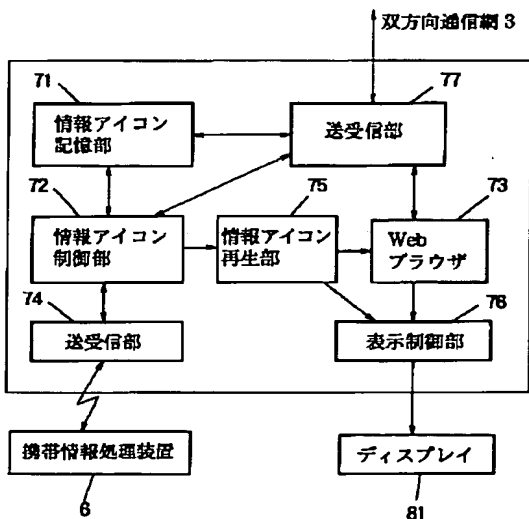 双方向通信網 3
71
77
情報アイコン
記憶部
送受信部
72
75
73
情報アイコン
制御部
情報アイコン
再生部
Web
ブラウザ
74
76
送受信部
表示制御部
携帯情報処理装置
ディスプレイ
6
81